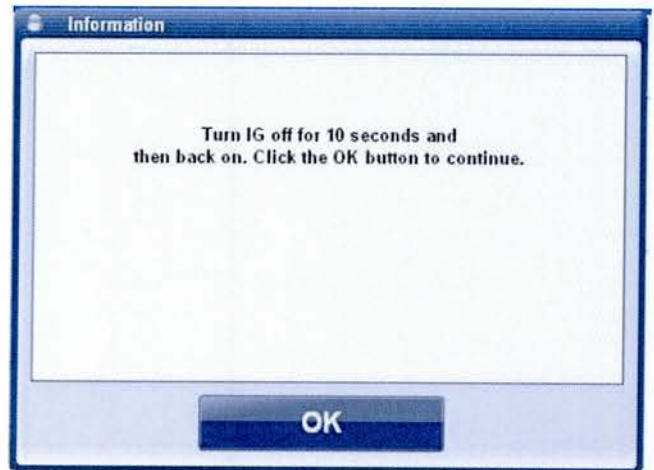 Information
Turn IG off for 10 seconds and
then back on. Click the OK button to continue.
OK